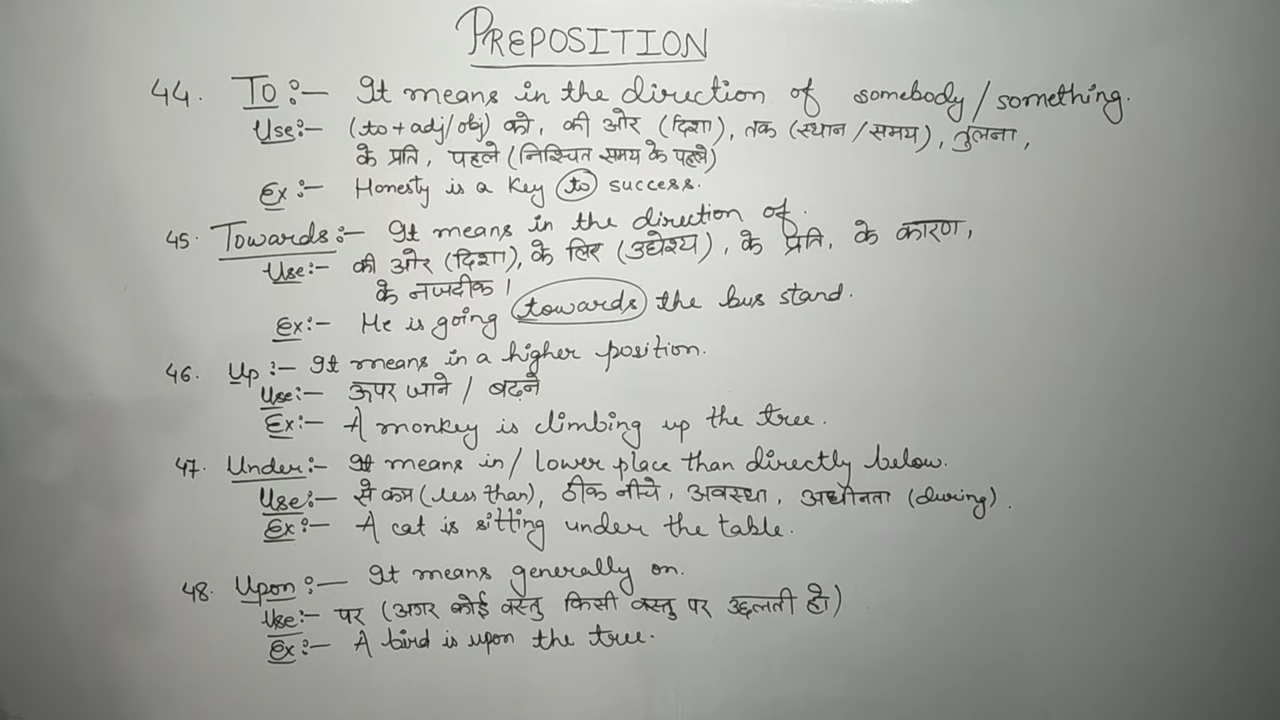 PREPOSITION
44. To :— It means in the direction of somebody/something.
Use:— (to + adj/obj) को, की ओर (दिशा), तक (स्थान/समय), तुलना,
के प्रति, पहले (निश्चित समय के पहले)
Ex :— Honesty is a key to success.
45. Towards :— It means in the direction of.
Use:— की ओर (दिशा), के लिए (उद्देश्य), के प्रति, के कारण,
के नजदीक।
Ex:— He is going towards the bus stand.
46. Up :— It means in a higher position.
Use:— ऊपर जाने / बढ़ने
Ex:— A monkey is climbing up the tree.
47. Under:— It means in/lower place than directly below.
Use:— से कम (less than), ठीक नीचे, अवस्था, अधीनता (during).
Ex:— A cat is sitting under the table.
48. Upon :— It means generally on.
Use:— पर (अगर कोई वस्तु किसी वस्तु पर उछलती हो)
Ex:— A bird is upon the tree.